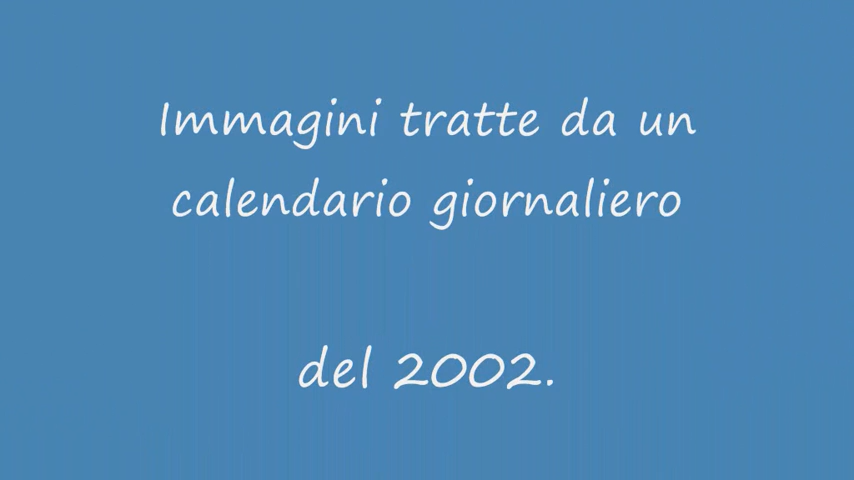 Immagini tratte da un
calendario giornaliero
del 2002.